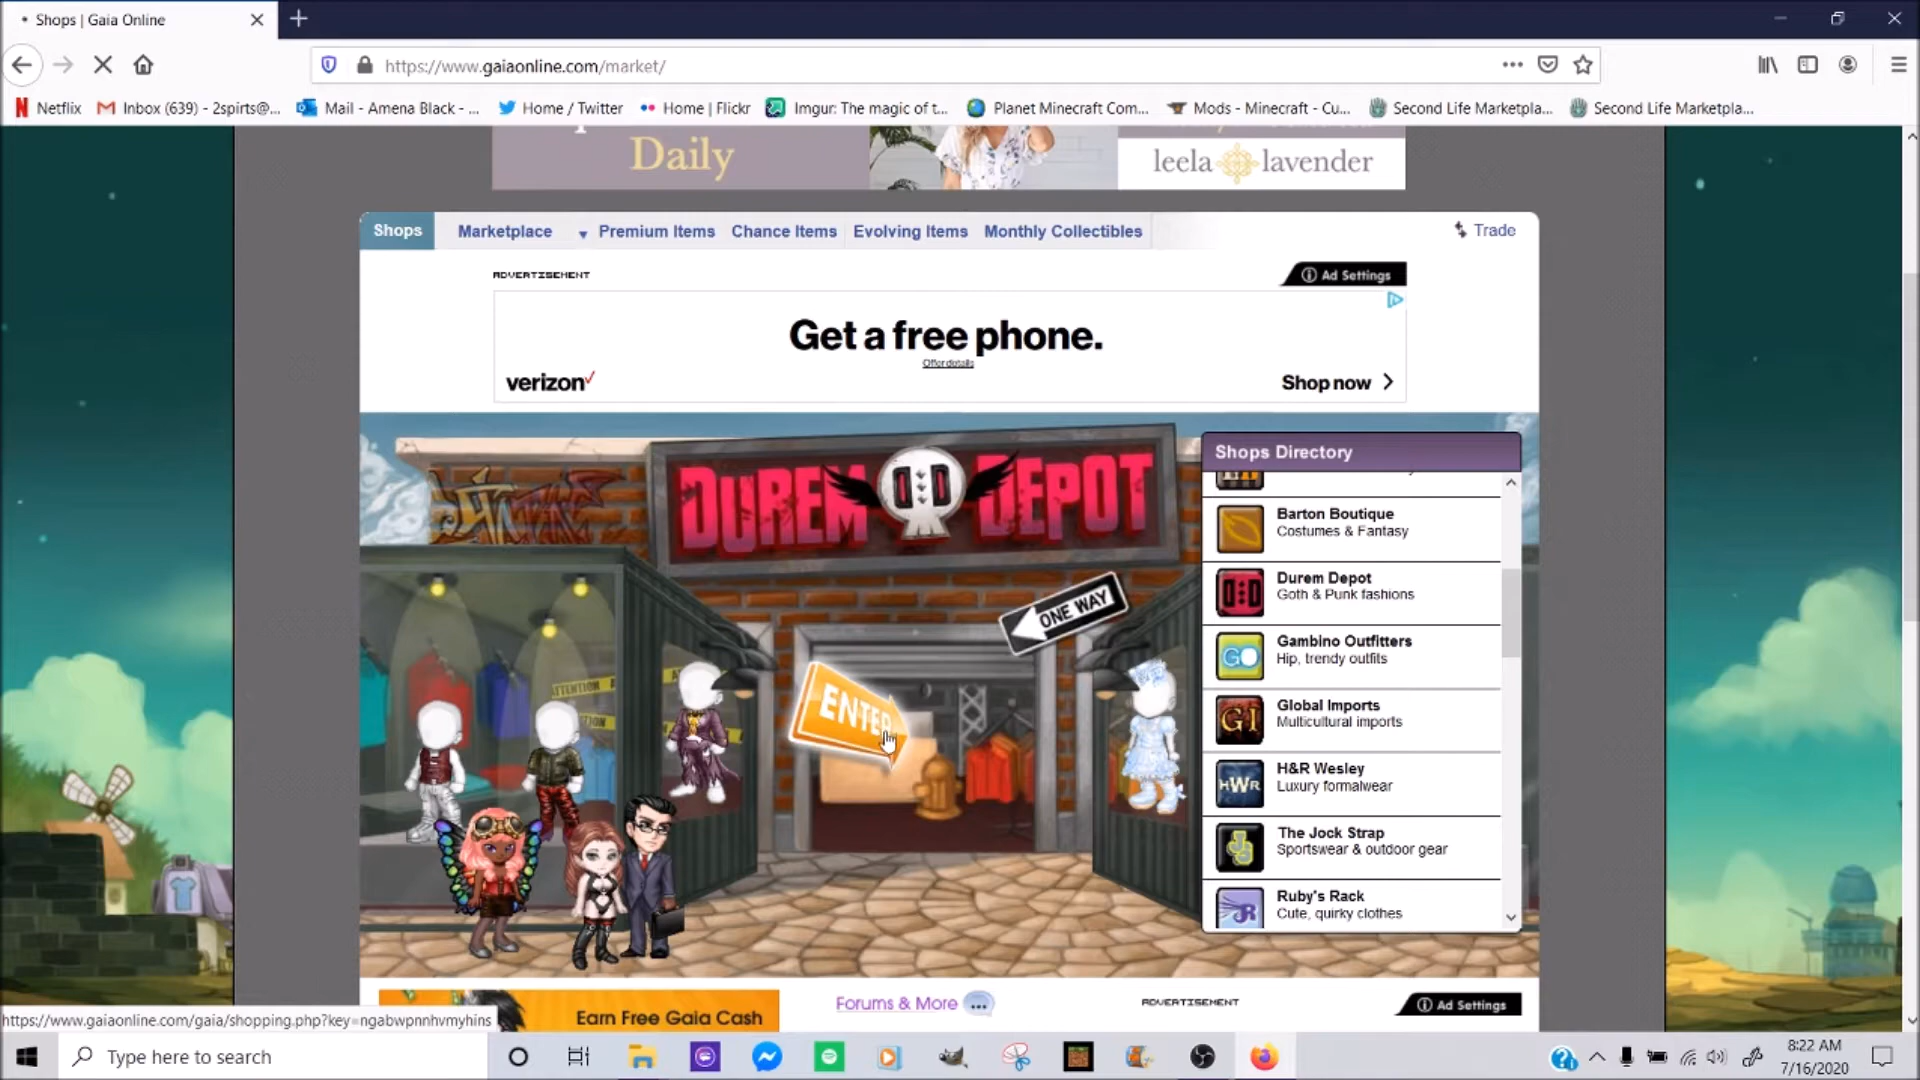 Shops | Gaia Online
https://www.gaiaonline.com/market/
Netflix
Inbox (639) - 2spirts@...
Mail - Amena Black - ...
Home / Twitter
Home | Flickr
Imgur: The magic of t...
Planet Minecraft Com...
Mods - Minecraft - Cu...
Second Life Marketpla...
Second Life Marketpla...
Daily
leela lavender
Shops
Marketplace
Premium Items
Chance Items
Evolving Items
Monthly Collectibles
Trade
ADVERTISEMENT
Ad Settings
Get a free phone.
Offer details
verizon
Shop now
DUREM DEPOT
Shops Directory
Barton Boutique
Costumes & Fantasy
Durem Depot
Goth & Punk fashions
GO
Gambino Outfitters
Hip, trendy outfits
GI
Global Imports
Multicultural imports
HWR
H&R Wesley
Luxury formalwear
The Jock Strap
Sportswear & outdoor gear
Ruby's Rack
Cute, quirky clothes
ONE WAY
ATTENTION
ENTER
Earn Free Gaia Cash
Forums & More
ADVERTISEMENT
Ad Settings
https://www.gaiaonline.com/gaia/shopping.php?key=ngabwpnnhvmyhins
Type here to search
8:22 AM
7/16/2020